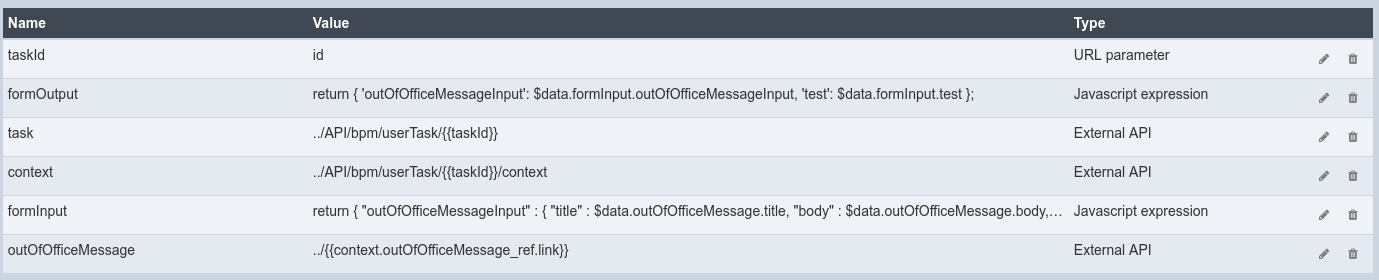 Name Value Type
taskId id URL parameter
formOutput return { 'outOfOfficeMessageInput': $data.formInput.outOfOfficeMessageInput, 'test': $data.formInput.test }; Javascript expression
task ../API/bpm/userTask/{{taskId}} External API
context ../API/bpm/userTask/{{taskId}}/context External API
formInput return { "outOfOfficeMessageInput" : { "title" : $data.outOfOfficeMessage.title, "body" : $data.outOfOfficeMessage.body,… Javascript expression
outOfOfficeMessage ../{{context.outOfOfficeMessage_ref.link}} External API